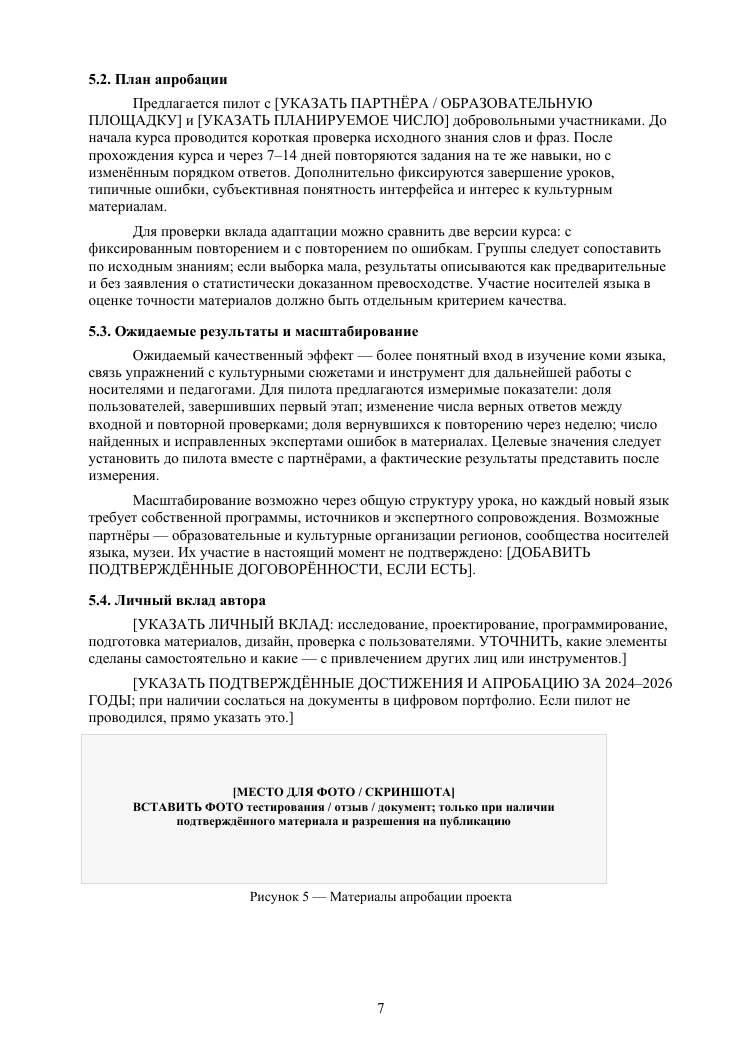 5.2. План апробации
Предлагается пилот с [УКАЗАТЬ ПАРТНЁРА / ОБРАЗОВАТЕЛЬНУЮ
ПЛОЩАДКУ] и [УКАЗАТЬ ПЛАНИРУЕМОЕ ЧИСЛО] добровольными участниками. До
начала курса проводится короткая проверка исходного знания слов и фраз. После
прохождения курса и через 7–14 дней повторяются задания на те же навыки, но с
изменённым порядком ответов. Дополнительно фиксируются завершение уроков,
типичные ошибки, субъективная понятность интерфейса и интерес к культурным
материалам.
Для проверки вклада адаптации можно сравнить две версии курса: с
фиксированным повторением и с повторением по ошибкам. Группы следует сопоставить
по исходным знаниям; если выборка мала, результаты описываются как предварительные
и без заявления о статистически доказанном превосходстве. Участие носителей языка в
оценке точности материалов должно быть отдельным критерием качества.
5.3. Ожидаемые результаты и масштабирование
Ожидаемый качественный эффект — более понятный вход в изучение коми языка,
связь упражнений с культурными сюжетами и инструмент для дальнейшей работы с
носителями и педагогами. Для пилота предлагаются измеримые показатели: доля
пользователей, завершивших первый этап; изменение числа верных ответов между
входной и повторной проверками; доля вернувшихся к повторению через неделю; число
найденных и исправленных экспертами ошибок в материалах. Целевые значения следует
установить до пилота вместе с партнёрами, а фактические результаты представить после
измерения.
Масштабирование возможно через общую структуру урока, но каждый новый язык
требует собственной программы, источников и экспертного сопровождения. Возможные
партнёры — образовательные и культурные организации регионов, сообщества носителей
языка, музеи. Их участие в настоящий момент не подтверждено: [ДОБАВИТЬ
ПОДТВЕРЖДЁННЫЕ ДОГОВОРЁННОСТИ, ЕСЛИ ЕСТЬ].
5.4. Личный вклад автора
[УКАЗАТЬ ЛИЧНЫЙ ВКЛАД: исследование, проектирование, программирование,
подготовка материалов, дизайн, проверка с пользователями. УТОЧНИТЬ, какие элементы
сделаны самостоятельно и какие — с привлечением других лиц или инструментов.]
[УКАЗАТЬ ПОДТВЕРЖДЁННЫЕ ДОСТИЖЕНИЯ И АПРОБАЦИЮ ЗА 2024–2026
ГОДЫ; при наличии сослаться на документы в цифровом портфолио. Если пилот не
проводился, прямо указать это.]
[МЕСТО ДЛЯ ФОТО / СКРИНШОТА]
ВСТАВИТЬ ФОТО тестирования / отзыв / документ; только при наличии
подтверждённого материала и разрешения на публикацию
Рисунок 5 — Материалы апробации проекта
7